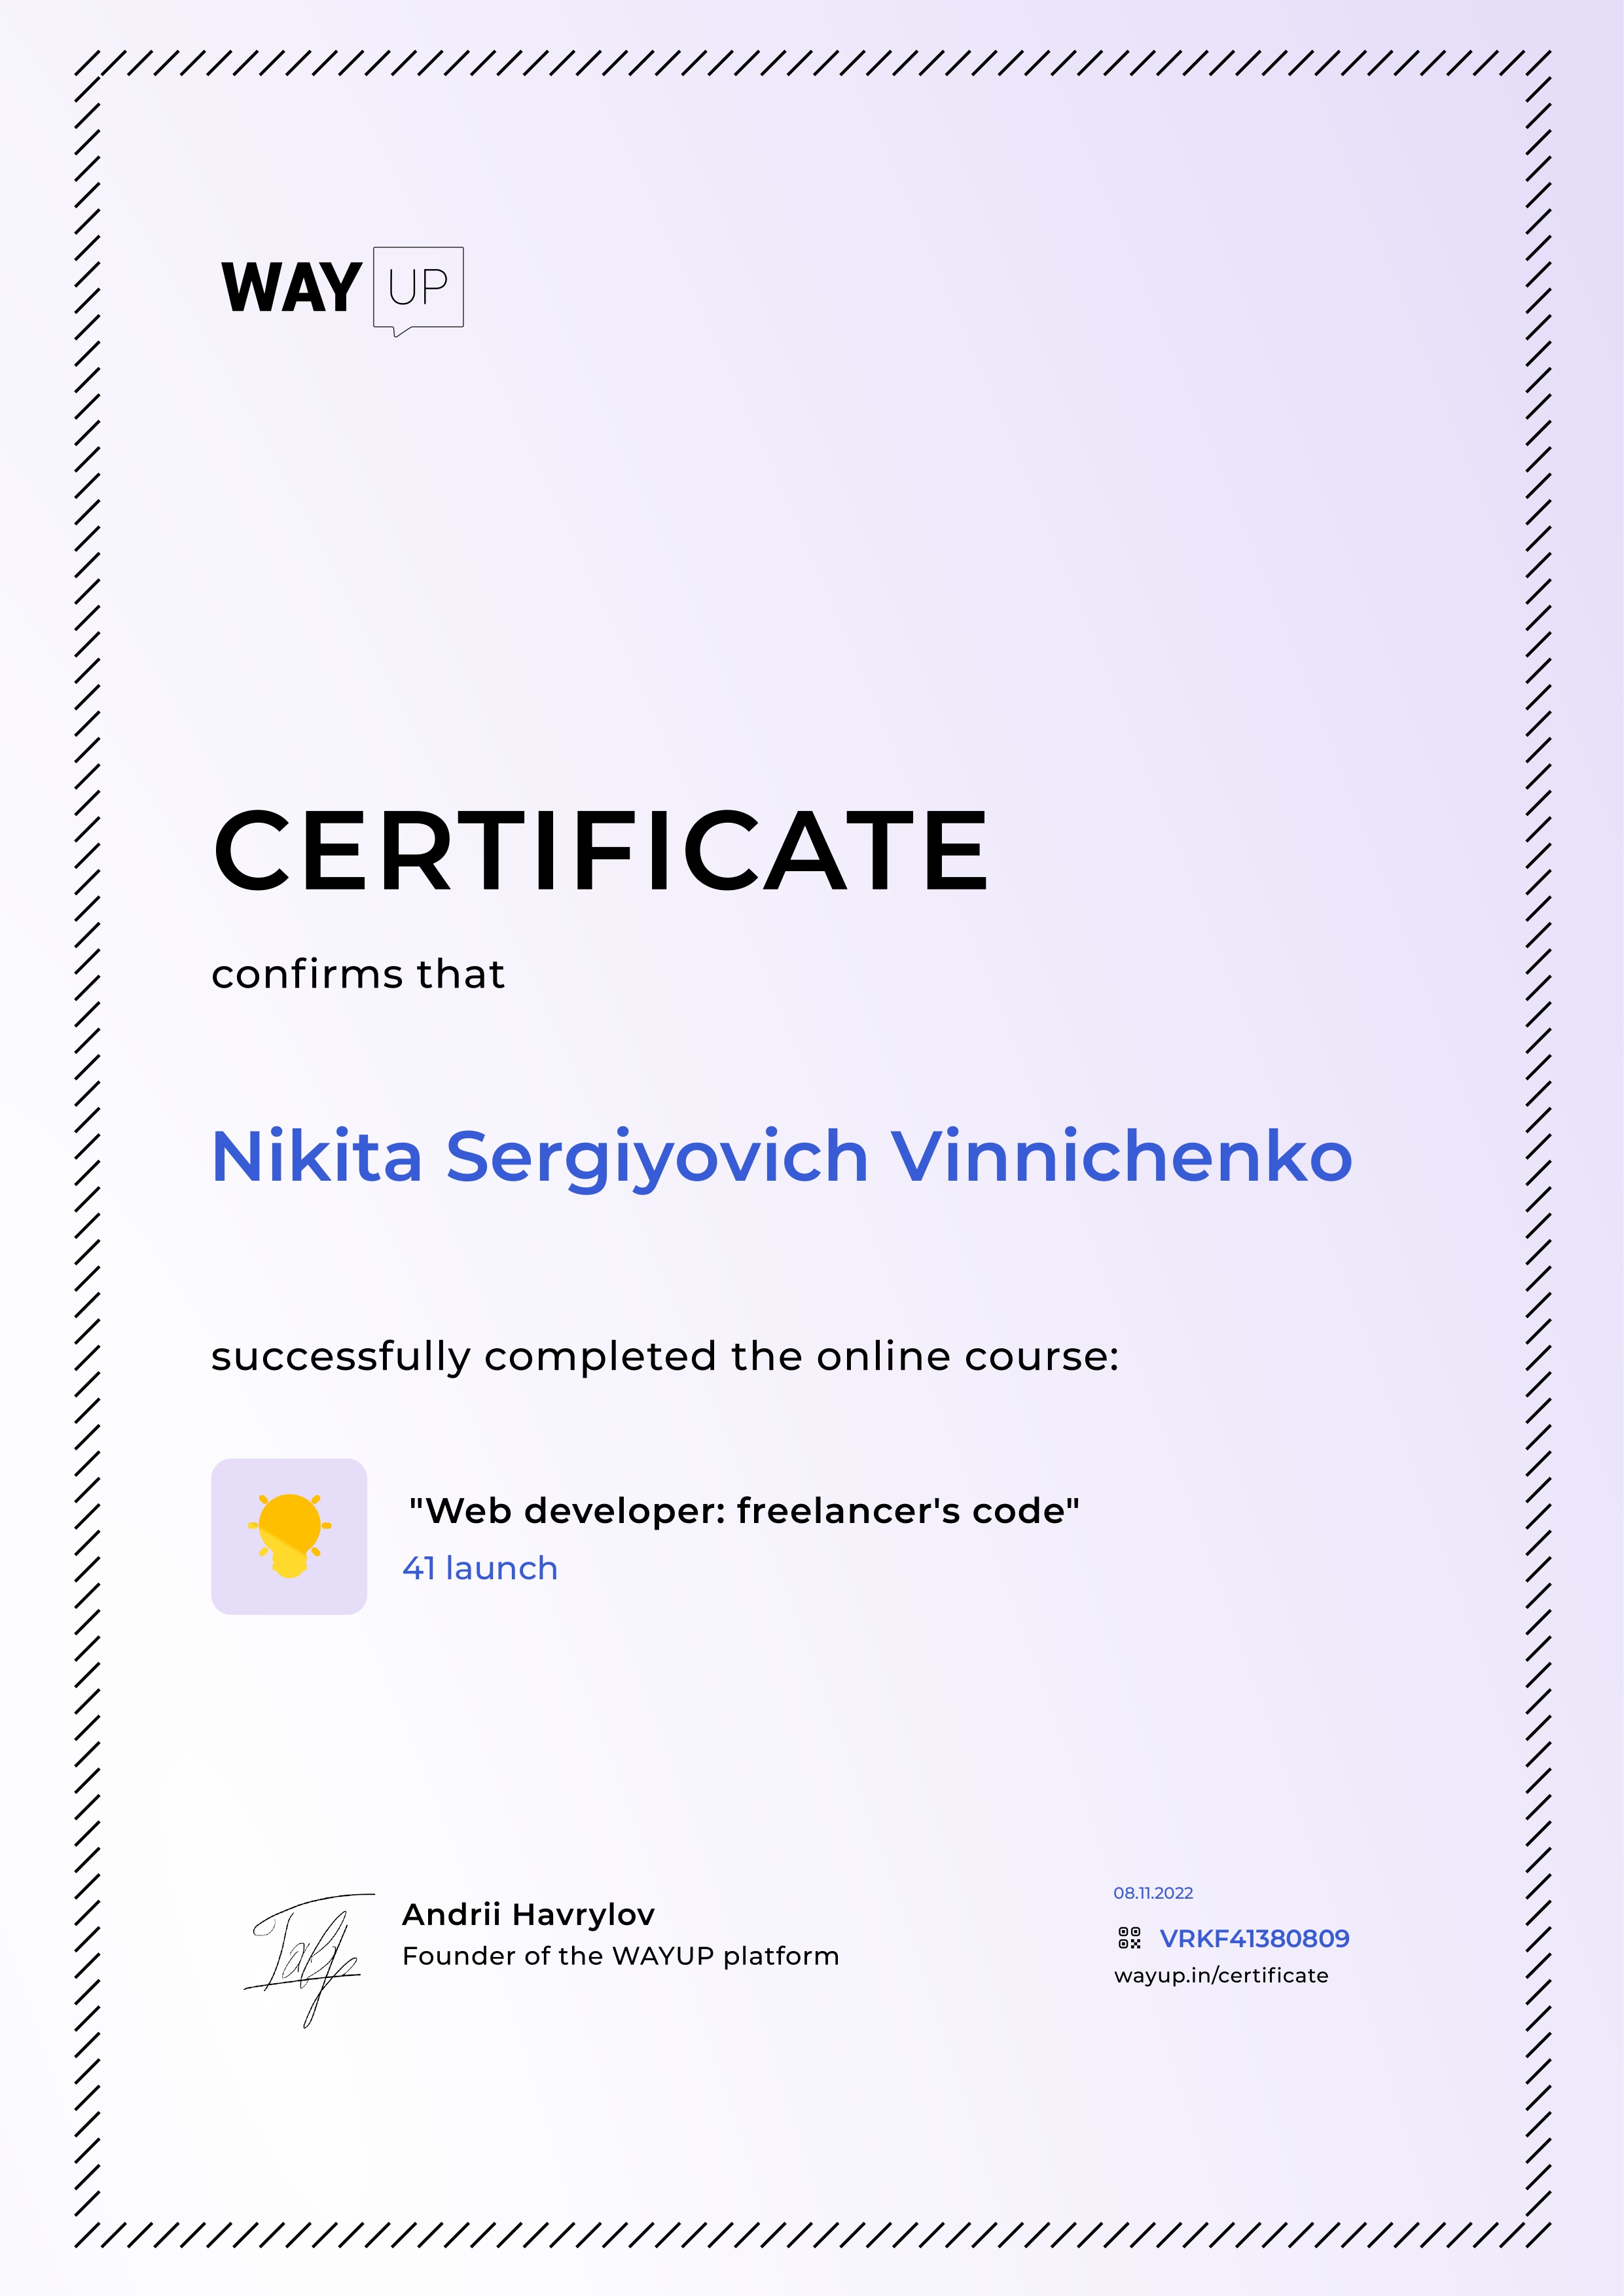 WAY UP
CERTIFICATE
confirms that
Nikita Sergiyovich Vinnichenko
successfully completed the online course:
"Web developer: freelancer's code"
41 launch
Andrii Havrylov
Founder of the WAYUP platform
08.11.2022
VRKF41380809
wayup.in/certificate